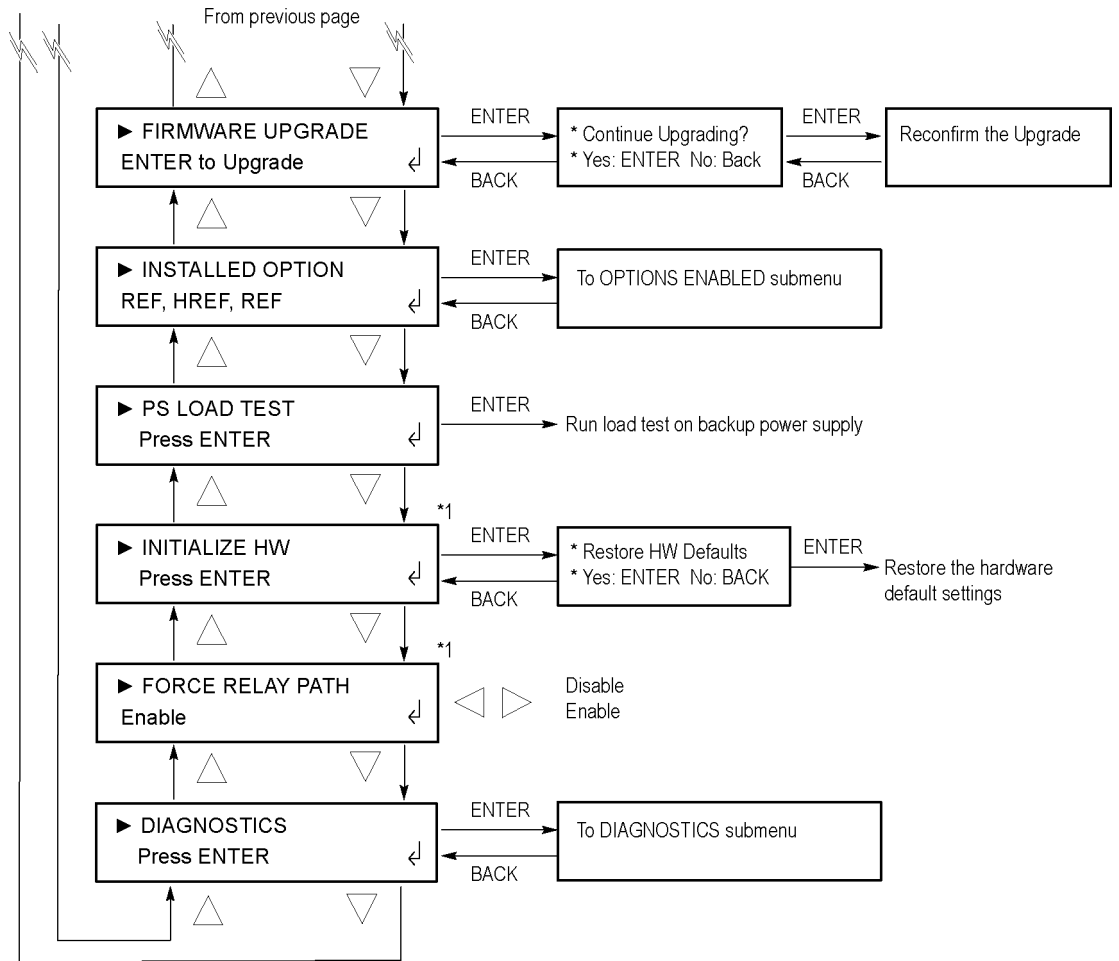 From previous page
► FIRMWARE UPGRADE
ENTER to Upgrade
ENTER
BACK
* Continue Upgrading?
* Yes: ENTER No: Back
ENTER
BACK
Reconfirm the Upgrade
► INSTALLED OPTION
REF, HREF, REF
ENTER
BACK
To OPTIONS ENABLED submenu
► PS LOAD TEST
Press ENTER
ENTER
Run load test on backup power supply
*1
► INITIALIZE HW
Press ENTER
ENTER
BACK
* Restore HW Defaults
* Yes: ENTER No: BACK
ENTER
Restore the hardware
default settings
*1
► FORCE RELAY PATH
Enable
Disable
Enable
► DIAGNOSTICS
Press ENTER
ENTER
BACK
To DIAGNOSTICS submenu